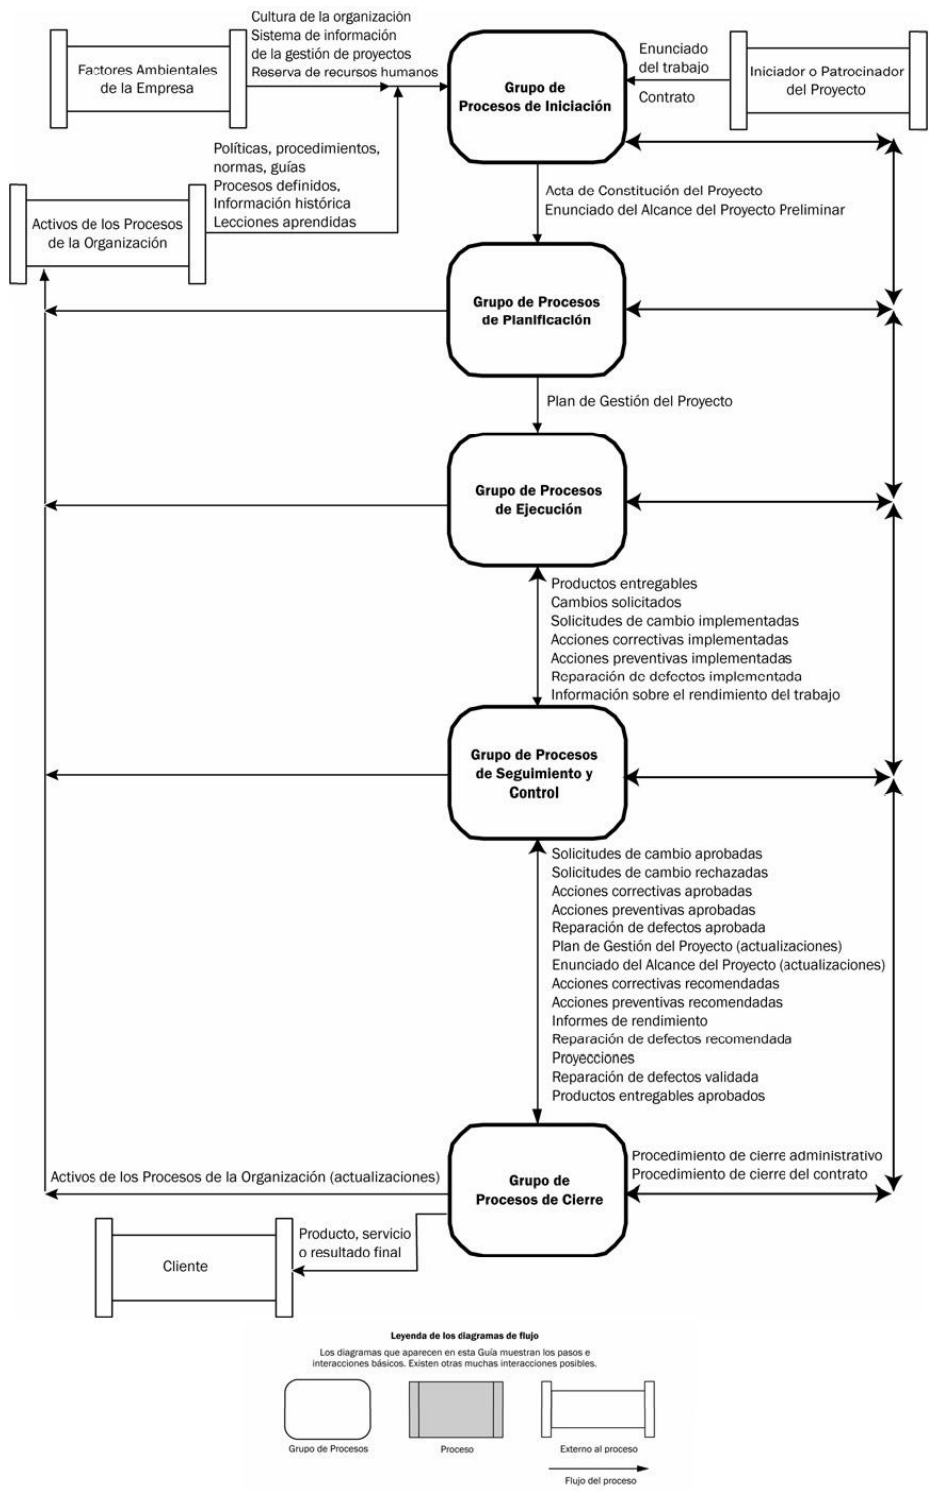 Cultura de la organización
Sistema de información
de la gestión de proyectos
Reserva de recursos humanos
Factores Ambientales
de la Empresa
Grupo de
Procesos de Iniciación
Enunciado
del trabajo
Contrato
Iniciador o Patrocinador
del Proyecto
Políticas, procedimientos,
normas, guías
Procesos definidos,
Información histórica
Lecciones aprendidas
Activos de los Procesos
de la Organización
Acta de Constitución del Proyecto
Enunciado del Alcance del Proyecto Preliminar
Grupo de Procesos
de Planificación
Plan de Gestión del Proyecto
Grupo de Procesos
de Ejecución
Productos entregables
Cambios solicitados
Solicitudes de cambio implementadas
Acciones correctivas implementadas
Acciones preventivas implementadas
Reparación de defectos implementada
Información sobre el rendimiento del trabajo
Grupo de Procesos
de Seguimiento y
Control
Solicitudes de cambio aprobadas
Solicitudes de cambio rechazadas
Acciones correctivas aprobadas
Acciones preventivas aprobadas
Reparación de defectos aprobada
Plan de Gestión del Proyecto (actualizaciones)
Enunciado del Alcance del Proyecto (actualizaciones)
Acciones correctivas recomendadas
Acciones preventivas recomendadas
Informes de rendimiento
Reparación de defectos recomendada
Proyecciones
Reparación de defectos validada
Productos entregables aprobados
Activos de los Procesos de la Organización (actualizaciones)
Grupo de
Procesos de Cierre
Procedimiento de cierre administrativo
Procedimiento de cierre del contrato
Producto, servicio
o resultado final
Cliente
Leyenda de los diagramas de flujo
Los diagramas que aparecen en esta Guía muestran los pasos e
interacciones básicos. Existen otras muchas interacciones posibles.
Grupo de Procesos
Proceso
Externo al proceso
Flujo del proceso